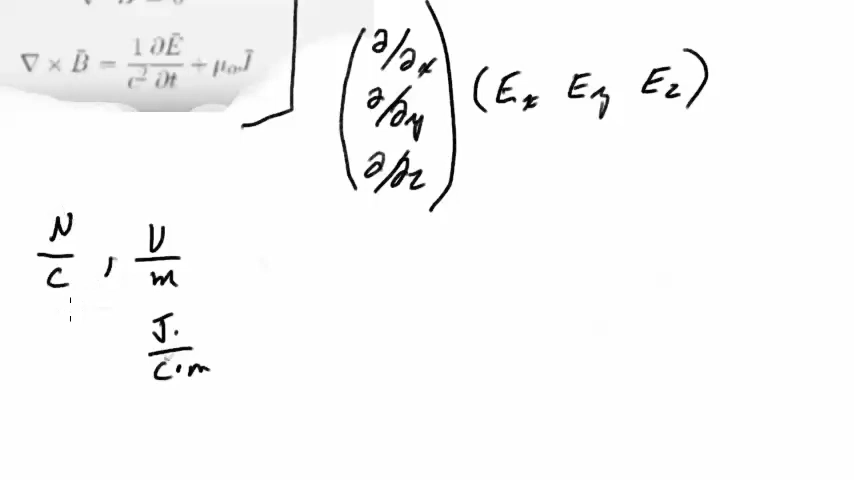 ∇ × B̄ = 1/c² ∂Ē/∂t + μ₀J̄
∂/∂x
∂/∂y
∂/∂z
(Ex Ey Ez)
N/C , V/m
J·/C·m